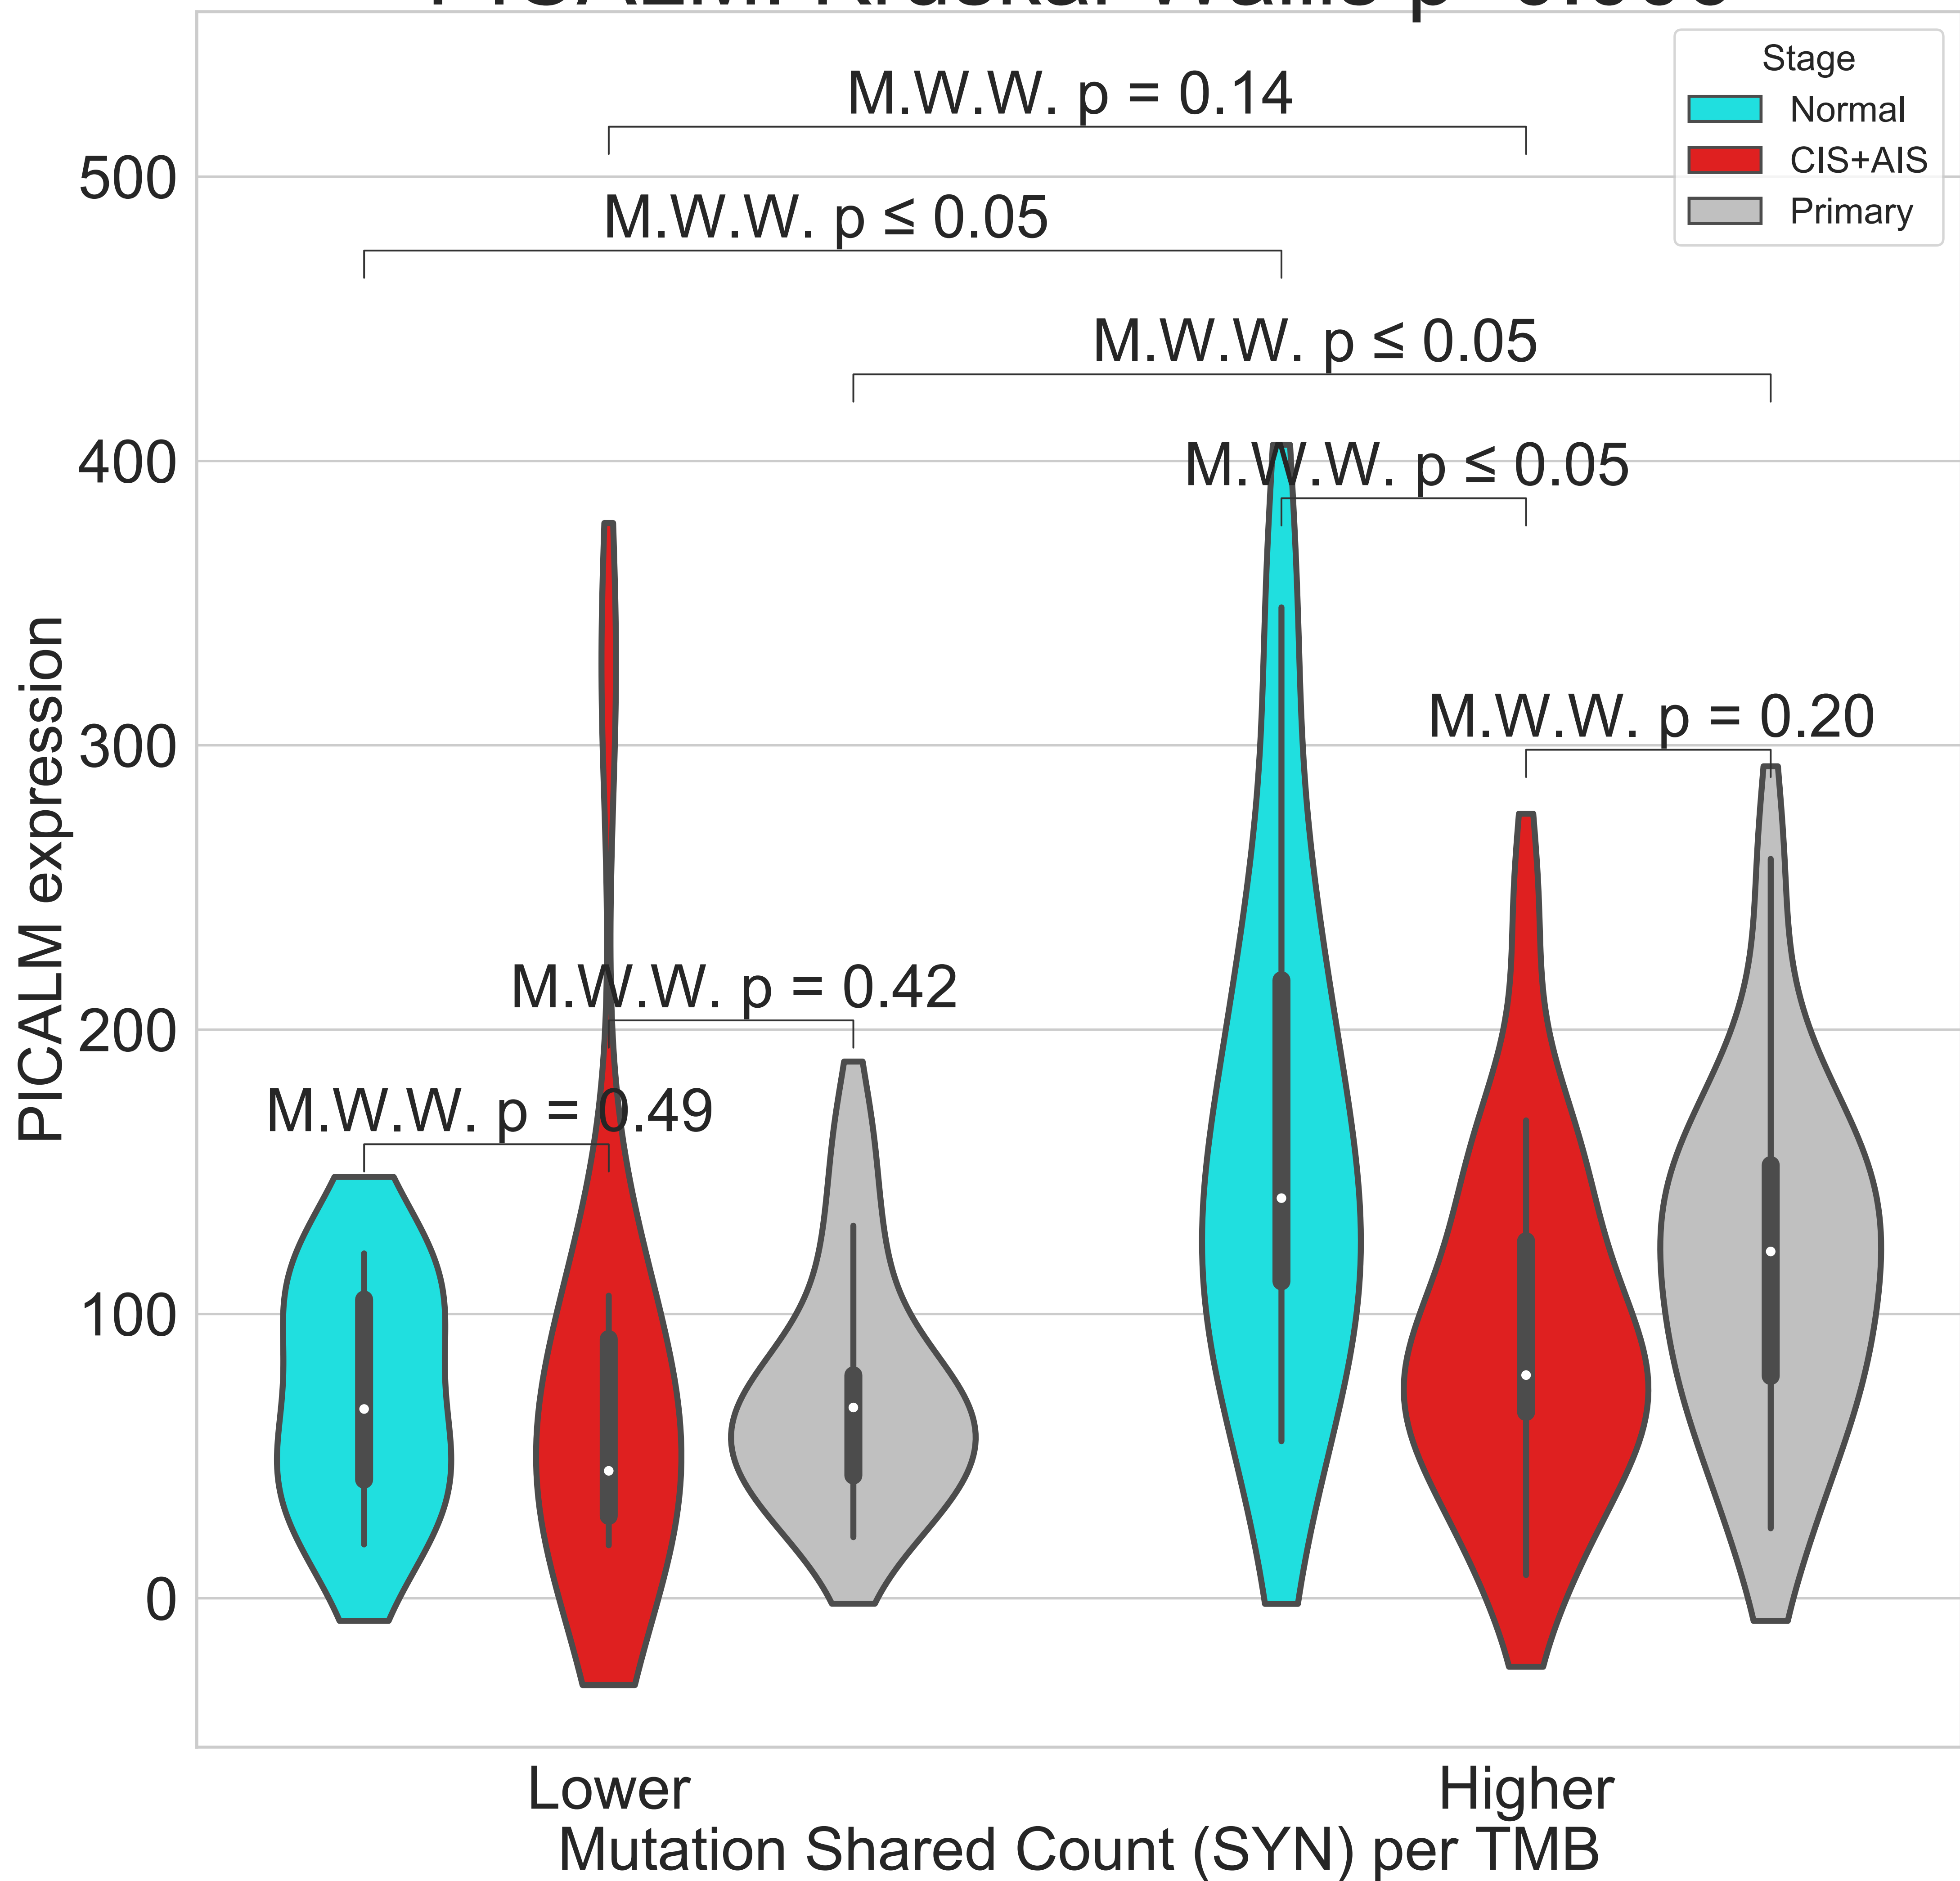 Stage
Normal
CIS+AIS
Primary
M.W.W. p = 0.14
M.W.W. p ≤ 0.05
M.W.W. p ≤ 0.05
M.W.W. p ≤ 0.05
M.W.W. p = 0.20
M.W.W. p = 0.42
M.W.W. p = 0.49
PICALM expression
500
400
300
200
100
0
Lower
Higher
Mutation Shared Count (SYN) per TMB